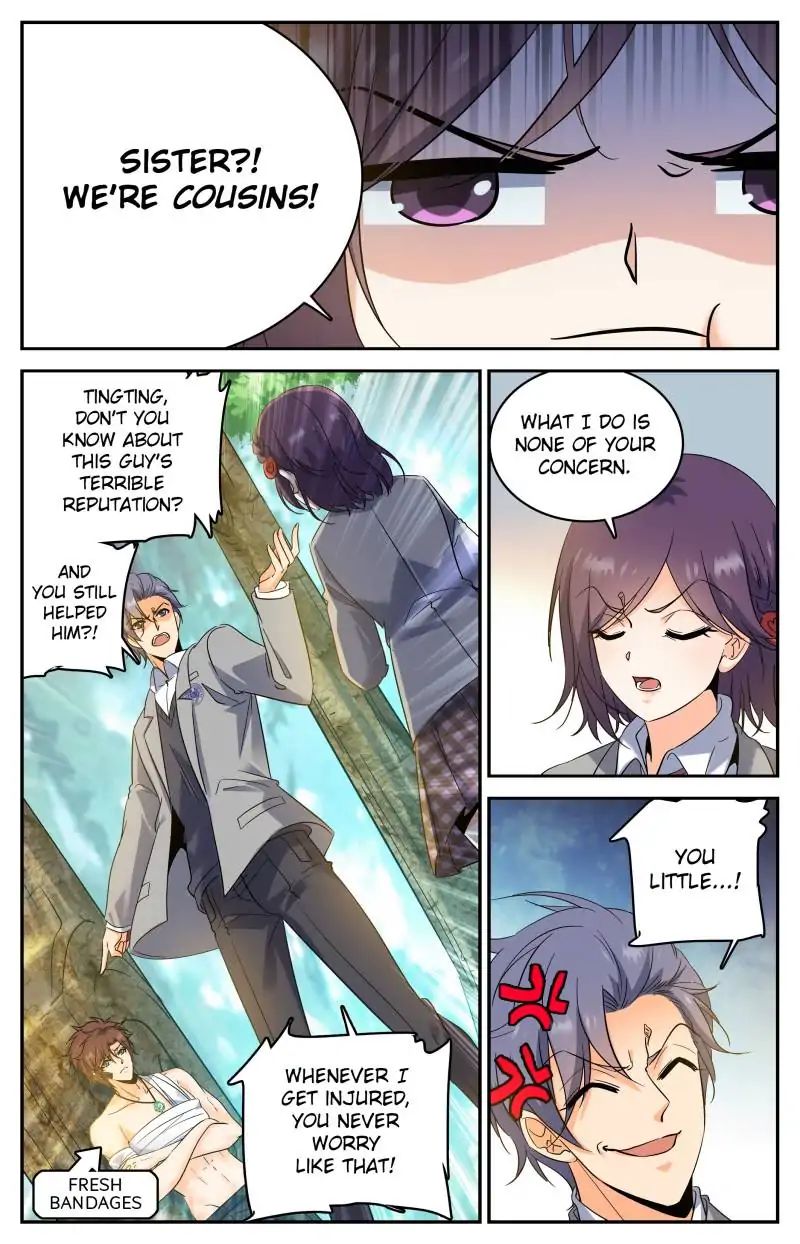 SISTER?!
WE'RE COUSINS!
TINGTING,
DON'T YOU
KNOW ABOUT
THIS GUY'S
TERRIBLE
REPUTATION?
AND
YOU STILL
HELPED
HIM?!
WHENEVER I
GET INJURED,
YOU NEVER
WORRY
LIKE THAT!
FRESH
BANDAGES
WHAT I DO IS
NONE OF YOUR
CONCERN.
YOU
LITTLE...!